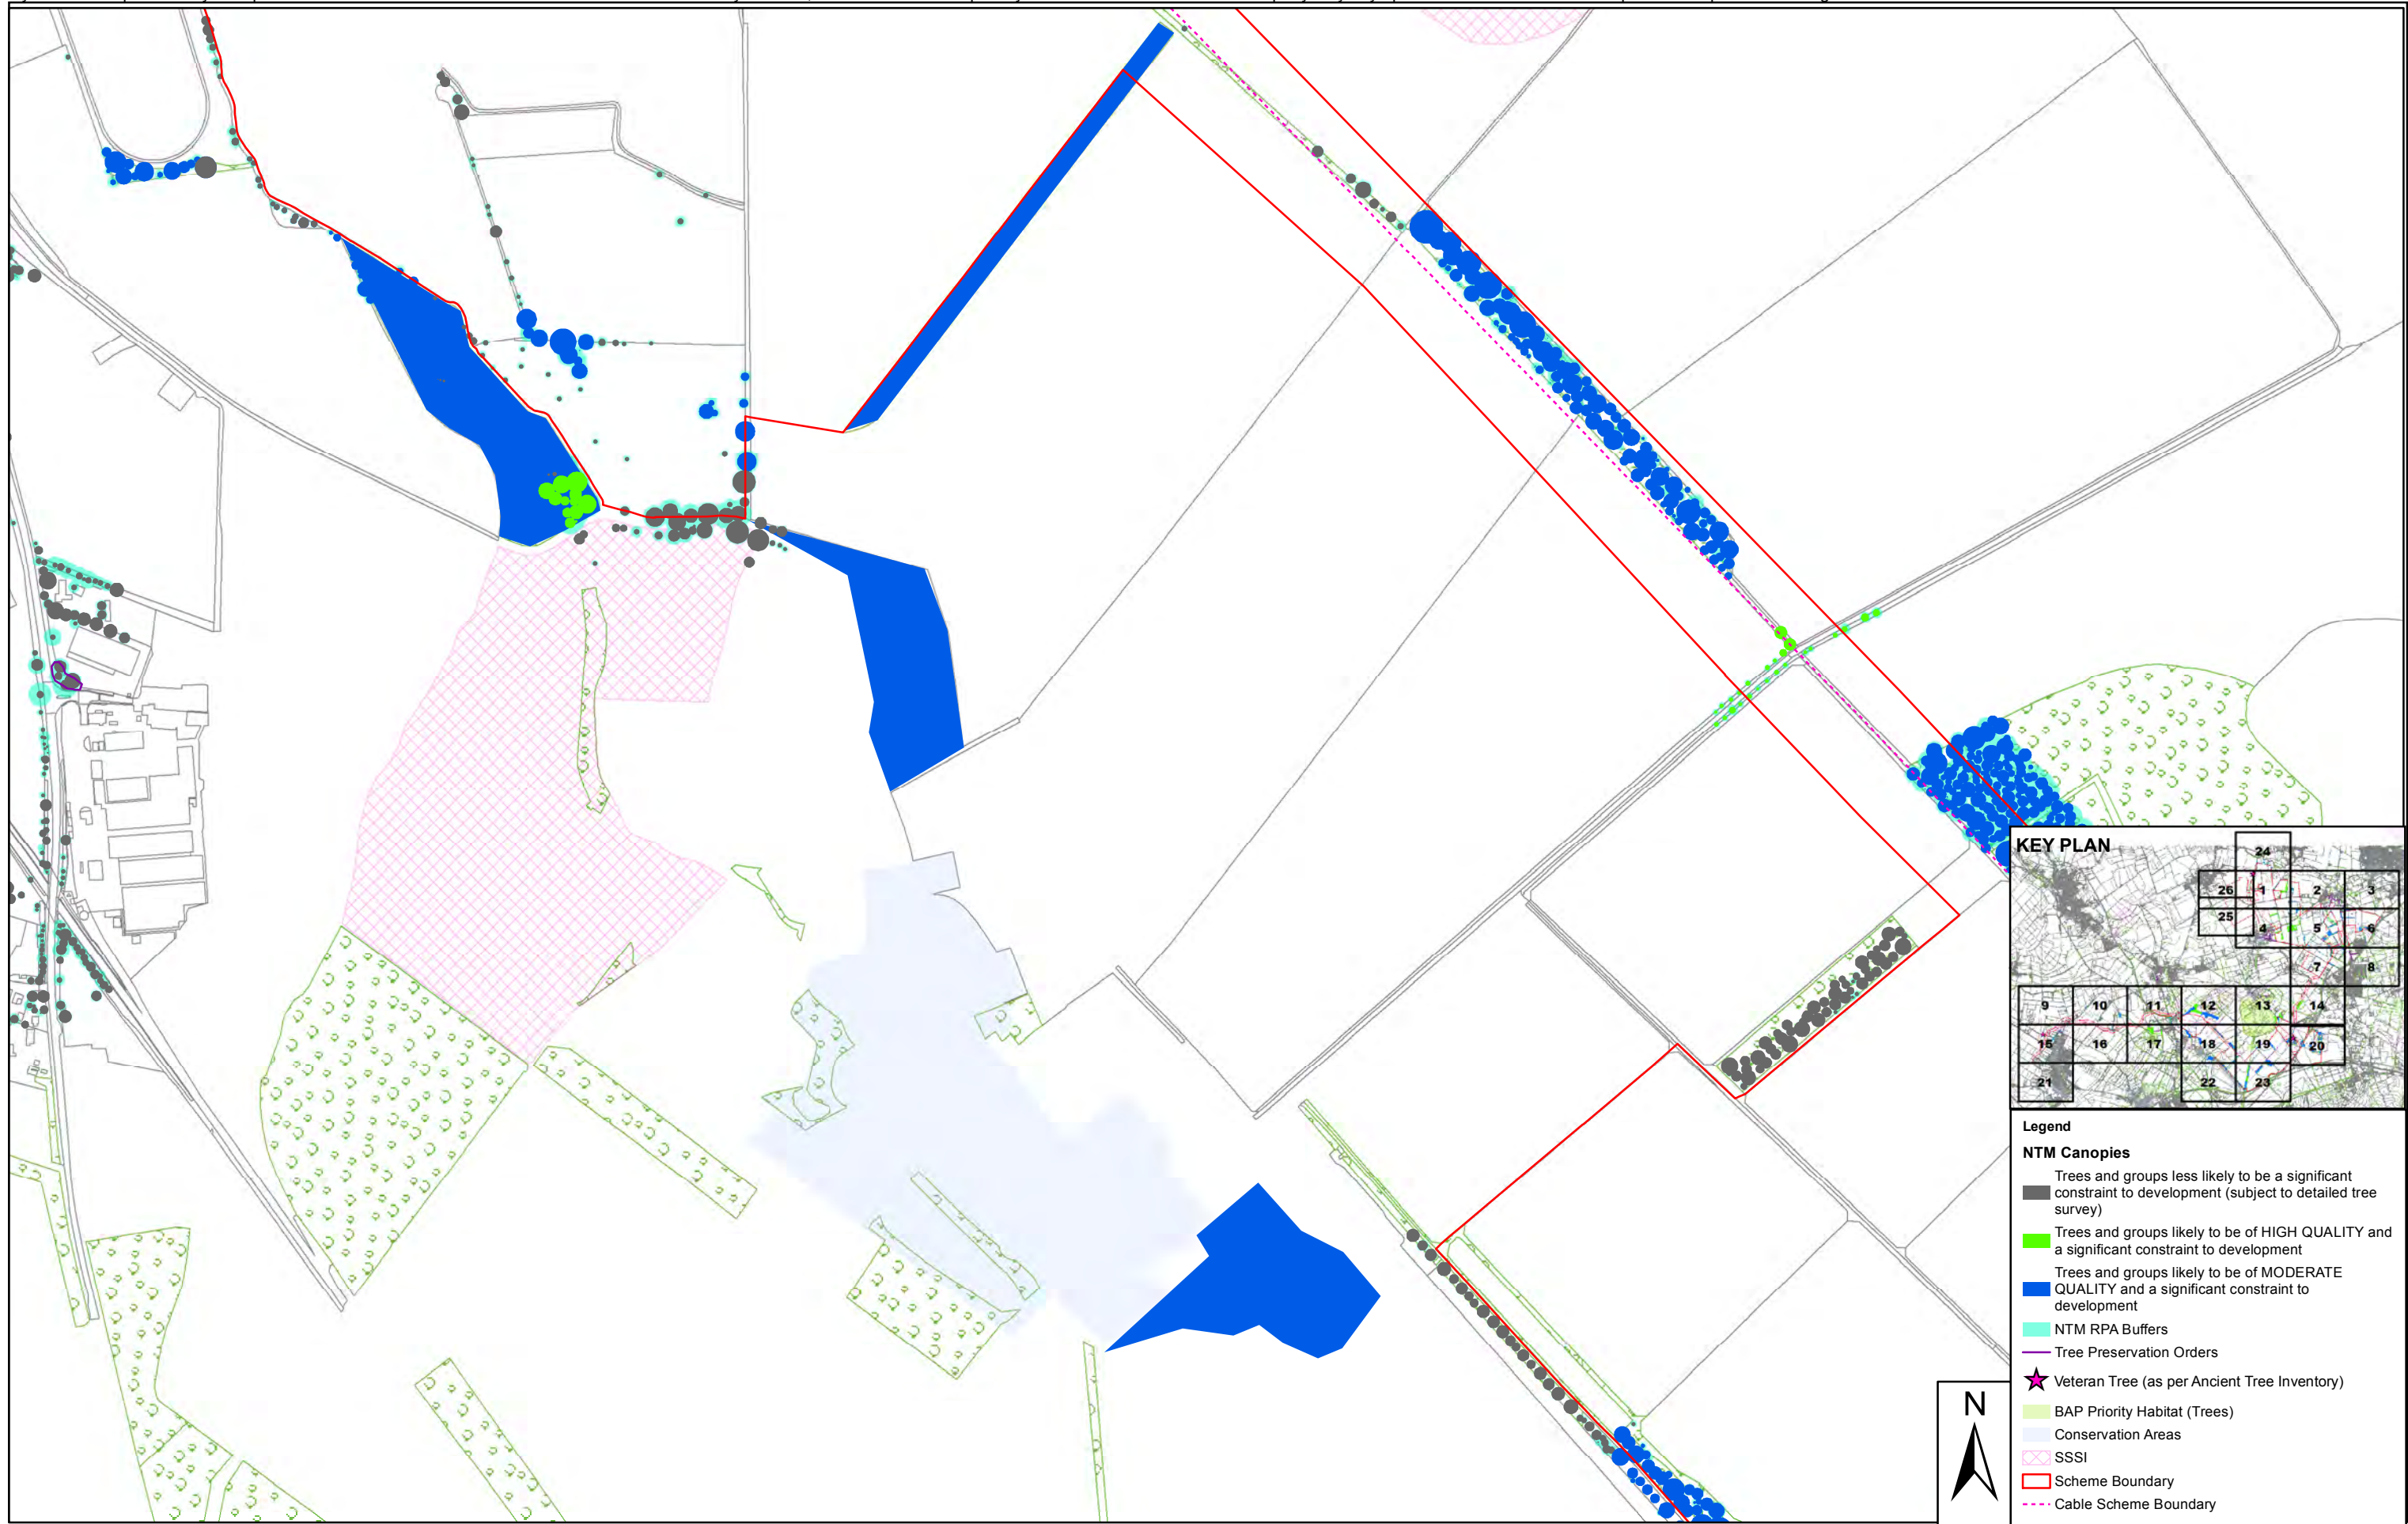 KEY PLAN
24
26 1 2 3
25 4 5 6
7 8
9 10 11 12 13 14
15 16 17 18 19 20
21 22 23
Legend
NTM Canopies
Trees and groups less likely to be a significant
constraint to development (subject to detailed tree
survey)
Trees and groups likely to be of HIGH QUALITY and
a significant constraint to development
Trees and groups likely to be of MODERATE
QUALITY and a significant constraint to
development
NTM RPA Buffers
Tree Preservation Orders
Veteran Tree (as per Ancient Tree Inventory)
BAP Priority Habitat (Trees)
Conservation Areas
SSSI
Scheme Boundary
Cable Scheme Boundary
N